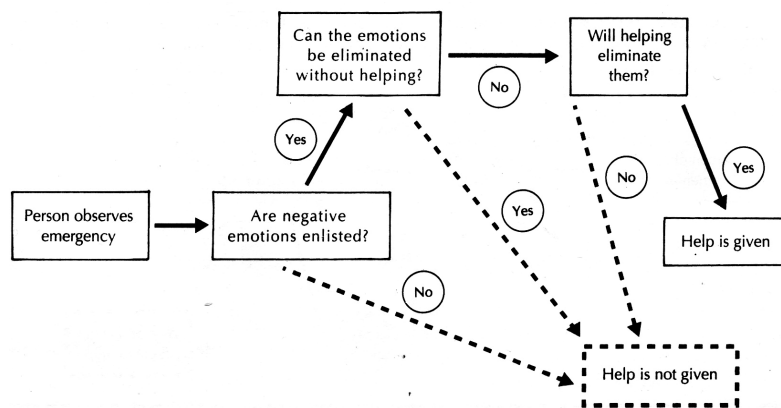 Can the emotions
be eliminated
without helping?
Will helping
eliminate
them?
No
Yes
No
Yes
Yes
Person observes
emergency
Are negative
emotions enlisted?
Help is given
No
Help is not given